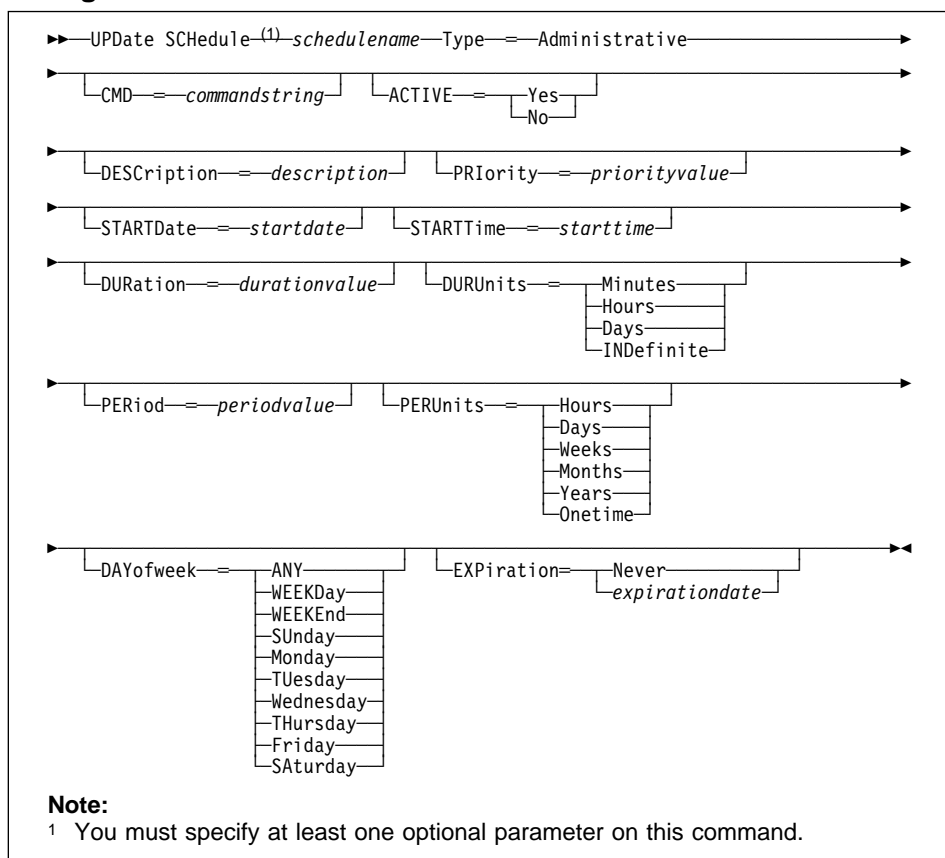 UPDate SCHedule (1) schedulename Type = Administrative
CMD = commandstring ACTIVE = Yes
No
DESCription = description PRIority = priorityvalue
STARTDate = startdate STARTTime = starttime
DURation = durationvalue DURUnits = Minutes
Hours
Days
INDefinite
PERiod = periodvalue PERUnits = Hours
Days
Weeks
Months
Years
Onetime
DAYofweek = ANY EXPiration= Never
WEEKDay expirationdate
WEEKEnd
SUnday
Monday
TUesday
Wednesday
THursday
Friday
SAturday
Note:
1 You must specify at least one optional parameter on this command.